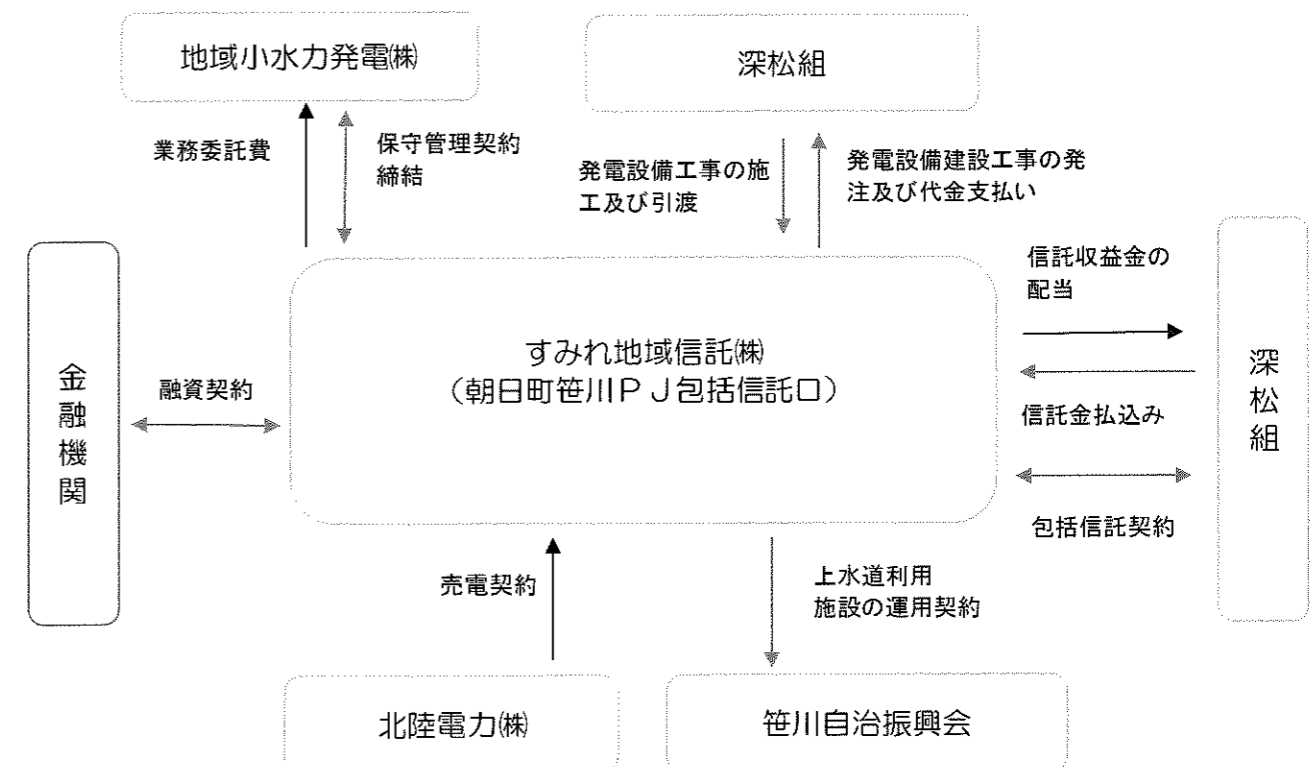 地域小水力発電㈱
深松組
業務委託費
保守管理契約
締結
発電設備工事の施
工及び引渡
発電設備建設工事の発
注及び代金支払い
信託収益金の
配当
すみれ地域信託㈱
（朝日町笹川ＰＪ包括信託口）
金融機関
融資契約
深松組
信託金払込み
包括信託契約
売電契約
上水道利用
施設の運用契約
北陸電力㈱
笹川自治振興会